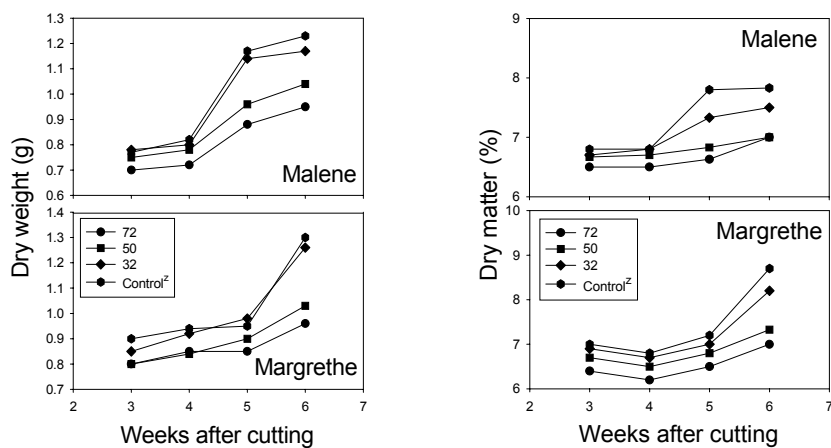 1.3
1.2
1.1
1.0
0.9
0.8
0.7
0.6
Malene
1.4
1.3
1.2
1.1
1.0
0.9
0.8
0.7
72
50
32
Controlᶻ
Margrethe
2 3 4 5 6 7
Weeks after cutting
Dry weight (g)
9
8
7
6
Malene
10
9
8
7
6
Margrethe
72
50
32
Controlᶻ
2 3 4 5 6 7
Weeks after cutting
Dry matter (%)